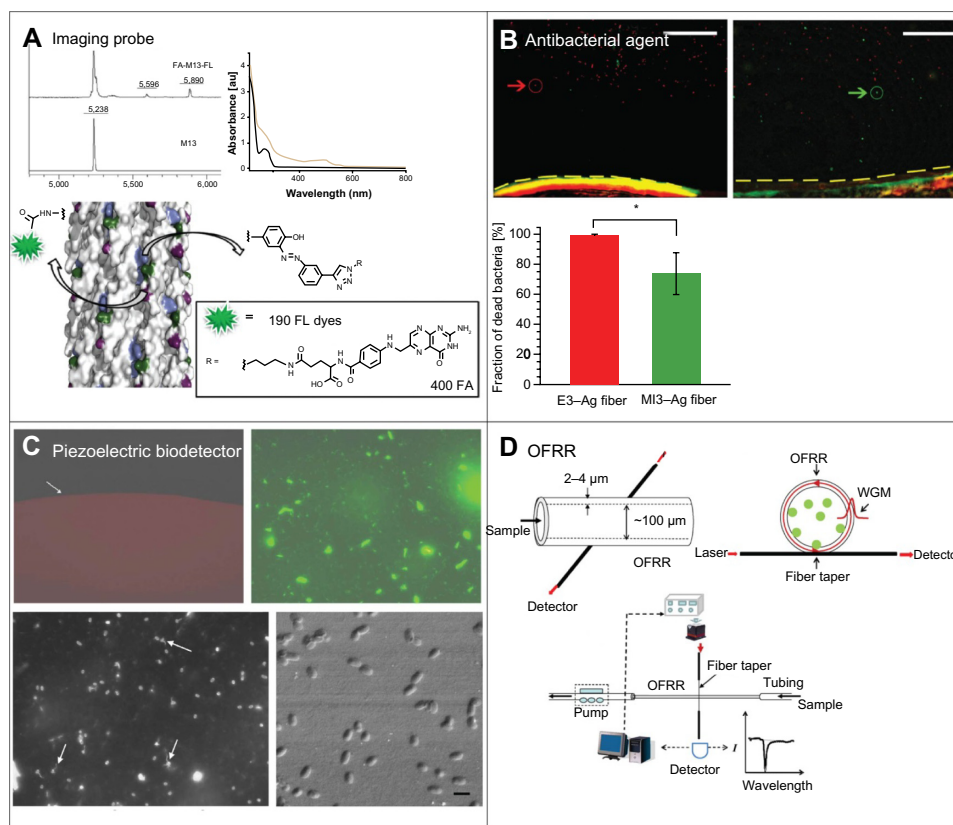 A Imaging probe
FA-M13-FL
5,596
5,890
5,238
M13
5,000
5,500
6,000
Absorbance [au]
4
3
2
1
0
400
600
800
Wavelength (nm)
O
HN
OH
N=N
R
N
N
N
= 190 FL dyes
R =
H
N
O
HO
O
N
H
O
H
N
N
N
N
N
NH2
NH
O
400 FA
B Antibacterial agent
*
Fraction of dead bacteria [%]
100
80
60
40
20
0
E3–Ag fiber
MI3–Ag fiber
C Piezoelectric biodetector
D OFRR
2–4 µm
Sample
~100 µm
OFRR
Detector
OFRR
WGM
Laser
Detecto
Fiber taper
Fiber taper
OFRR
Tubing
Pump
Sample
I
Detector
Wavelength